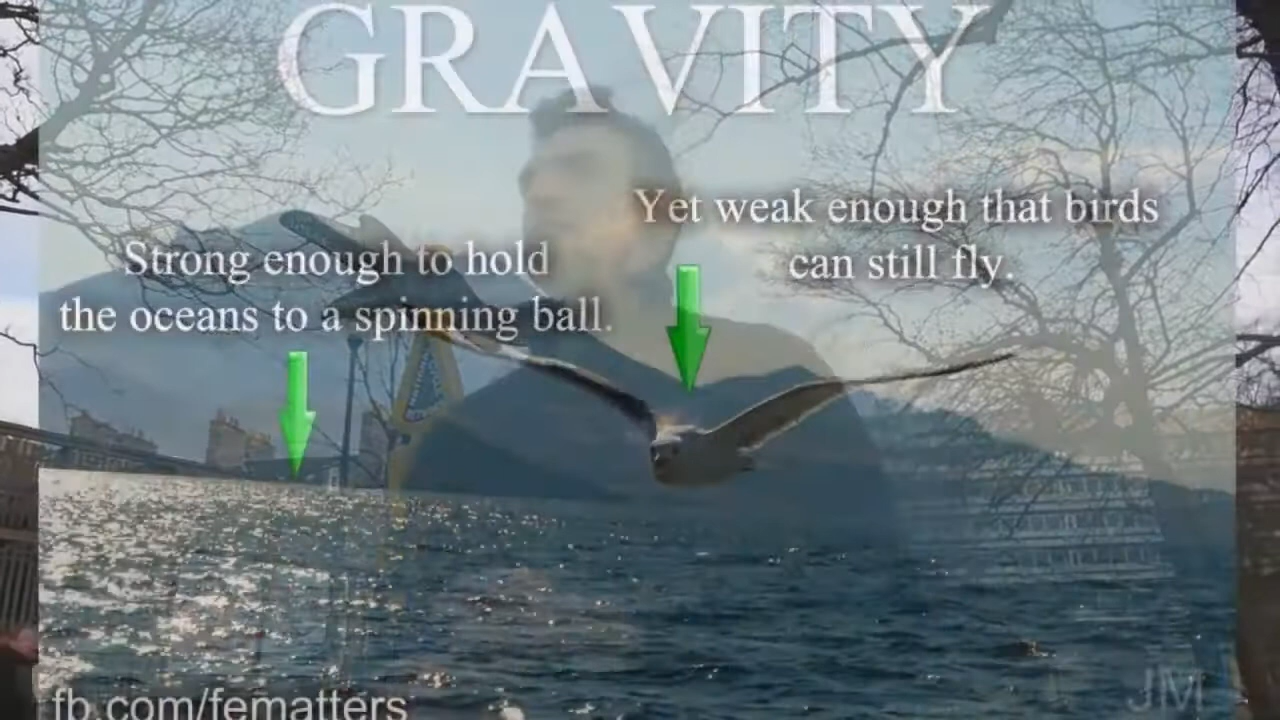 GRAVITY
Yet weak enough that birds
can still fly.
Strong enough to hold
the oceans to a spinning ball.
fb.com/fematters
JM